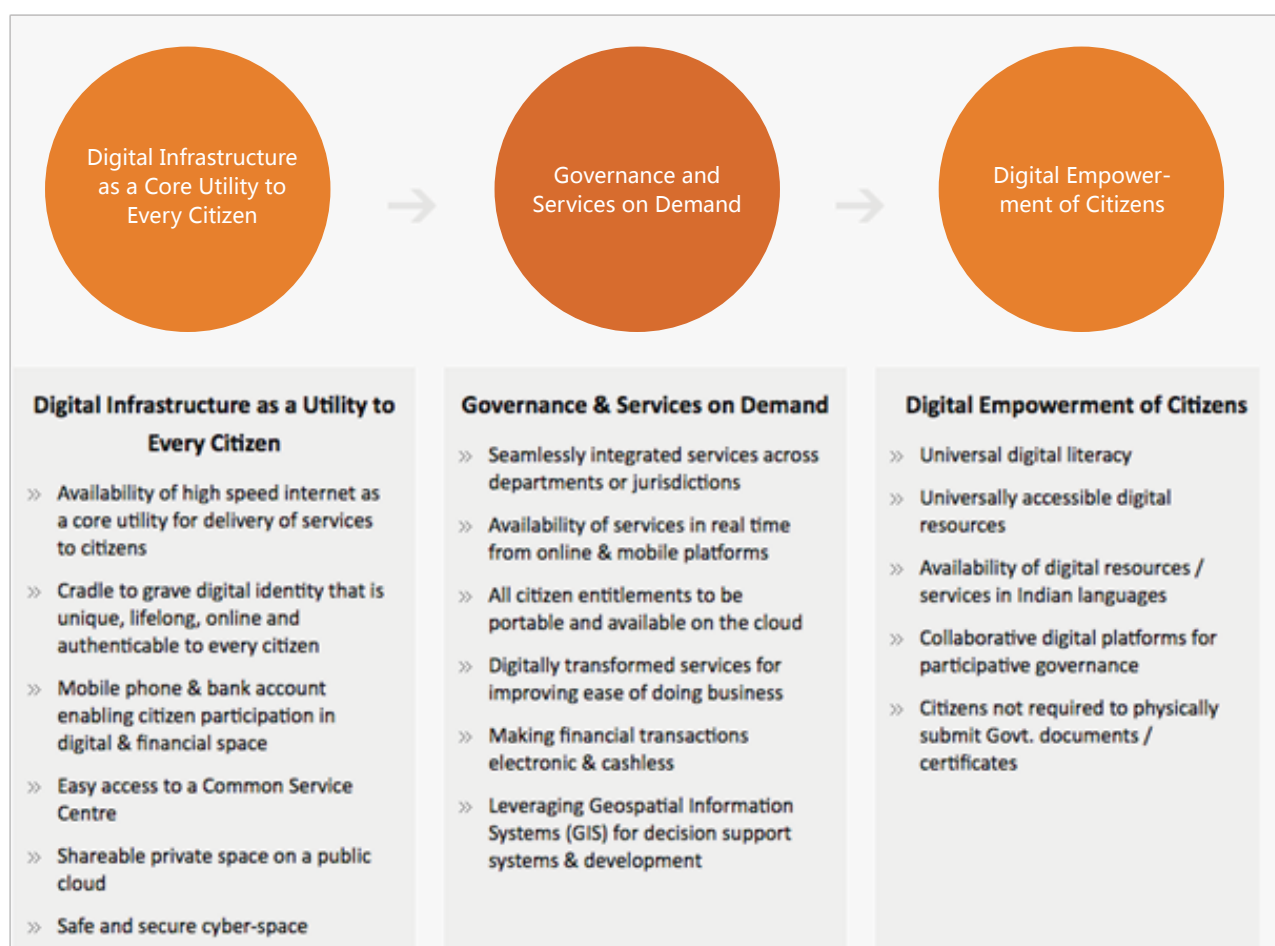 Digital Infrastructure
as a Core Utility to
Every Citizen
Governance and
Services on Demand
Digital Empower-
ment of Citizens
Digital Infrastructure as a Utility to
Every Citizen
» Availability of high speed internet as
a core utility for delivery of services
to citizens
» Cradle to grave digital identity that is
unique, lifelong, online and
authenticable to every citizen
» Mobile phone & bank account
enabling citizen participation in
digital & financial space
» Easy access to a Common Service
Centre
» Shareable private space on a public
cloud
» Safe and secure cyber-space
Governance & Services on Demand
» Seamlessly integrated services across
departments or jurisdictions
» Availability of services in real time
from online & mobile platforms
» All citizen entitlements to be
portable and available on the cloud
» Digitally transformed services for
improving ease of doing business
» Making financial transactions
electronic & cashless
» Leveraging Geospatial Information
Systems (GIS) for decision support
systems & development
Digital Empowerment of Citizens
» Universal digital literacy
» Universally accessible digital
resources
» Availability of digital resources /
services in Indian languages
» Collaborative digital platforms for
participative governance
» Citizens not required to physically
submit Govt. documents /
certificates